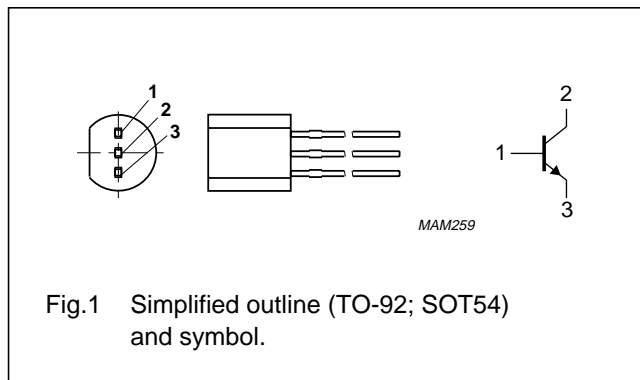 1
2
3
2
1
3
MAM259
Fig.1 Simplified outline (TO-92; SOT54)
and symbol.